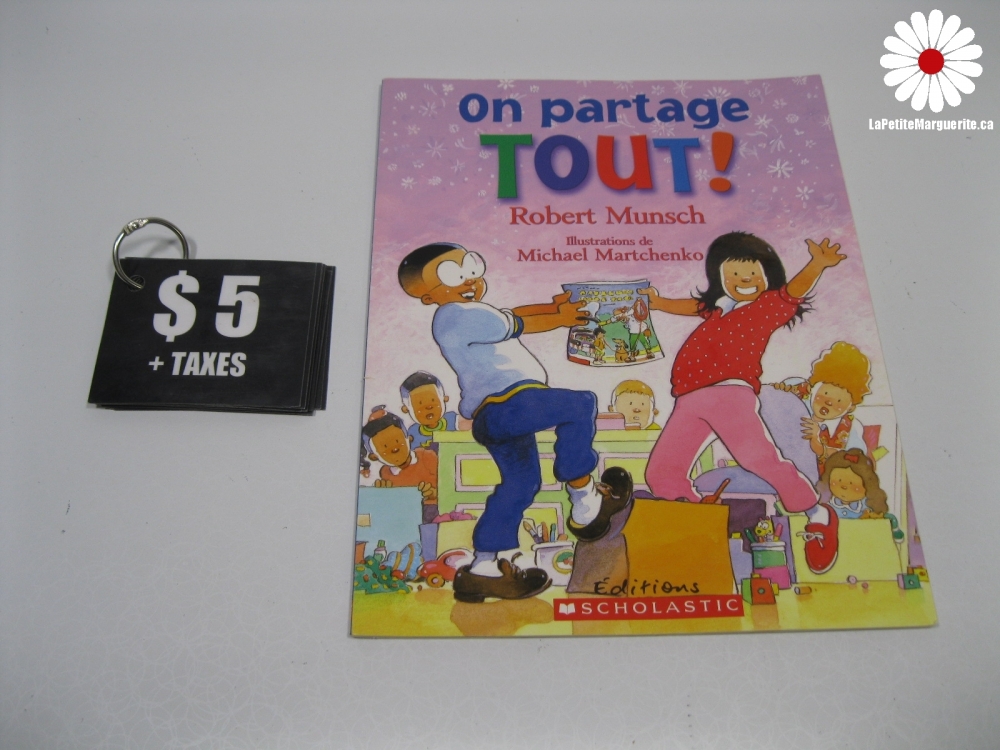 LaPetiteMarguerite.ca
On partage
TOUT!
Robert Munsch
Illustrations de
Michael Martchenko
$ 5
+ TAXES
Éditions
SCHOLASTIC